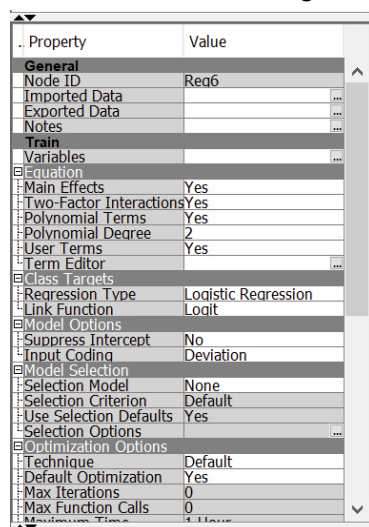 .. Property Value
General
Node ID Reg6
Imported Data ...
Exported Data ...
Notes ...
Train
Variables ...
Equation
Main Effects Yes
Two-Factor Interactions Yes
Polynomial Terms Yes
Polynomial Degree 2
User Terms Yes
Term Editor ...
Class Targets
Regression Type Logistic Regression
Link Function Logit
Model Options
Suppress Intercept No
Input Coding Deviation
Model Selection
Selection Model None
Selection Criterion Default
Use Selection Defaults Yes
Selection Options ...
Optimization Options
Technique Default
Default Optimization Yes
Max Iterations 0
Max Function Calls 0
Maximum Time 1 Hour